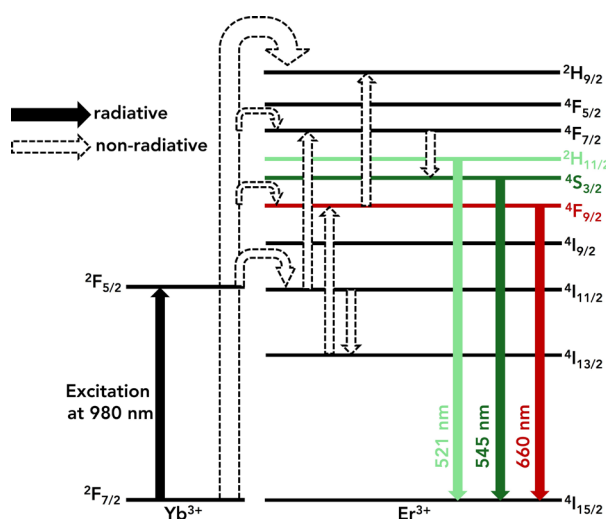 ²H₉/₂
⁴F₅/₂
radiative
⁴F₇/₂
non-radiative
²H₁₁/₂
⁴S₃/₂
⁴F₉/₂
⁴I₉/₂
²F₅/₂
⁴I₁₁/₂
⁴I₁₃/₂
Excitation
at 980 nm
521 nm
545 nm
660 nm
²F₇/₂
⁴I₁₅/₂
Yb³⁺
Er³⁺